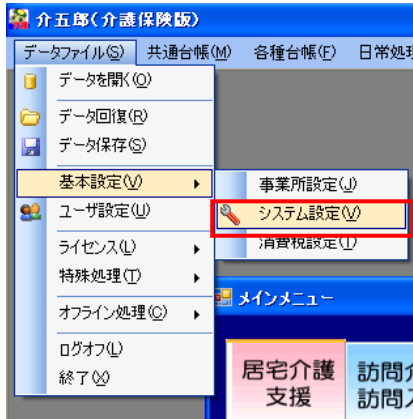 介五郎(介護保険版)
データファイル(S) 共通台帳(M) 各種台帳(F) 日常処理
データを開く(O)
データ回復(R)
データ保存(S)
基本設定(V)
事業所設定(J)
ユーザ設定(U)
システム設定(V)
ライセンス(L)
消費税設定(T)
特殊処理(T)
メインメニュー
オフライン処理(C)
ログオフ(L)
終了(X)
居宅介護
支援
訪問介
訪問入